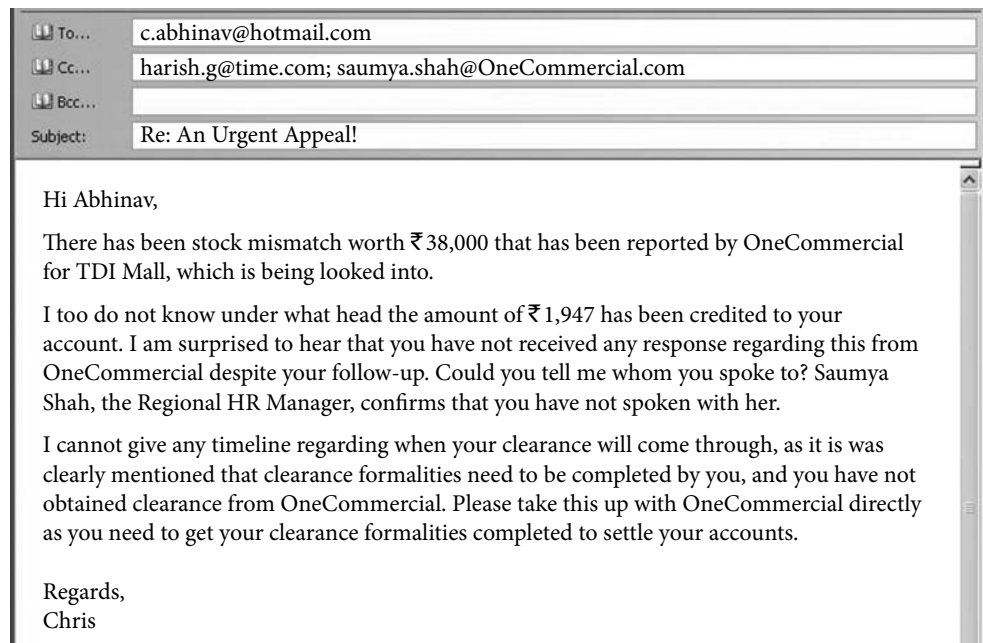 To... c.abhinav@hotmail.com
Cc... harish.g@time.com; saumya.shah@OneCommercial.com
Bcc...
Subject: Re: An Urgent Appeal!
Hi Abhinav,
There has been stock mismatch worth ₹38,000 that has been reported by OneCommercial
for TDI Mall, which is being looked into.
I too do not know under what head the amount of ₹1,947 has been credited to your
account. I am surprised to hear that you have not received any response regarding this from
OneCommercial despite your follow-up. Could you tell me whom you spoke to? Saumya
Shah, the Regional HR Manager, confirms that you have not spoken with her.
I cannot give any timeline regarding when your clearance will come through, as it is was
clearly mentioned that clearance formalities need to be completed by you, and you have not
obtained clearance from OneCommercial. Please take this up with OneCommercial directly
as you need to get your clearance formalities completed to settle your accounts.
Regards,
Chris